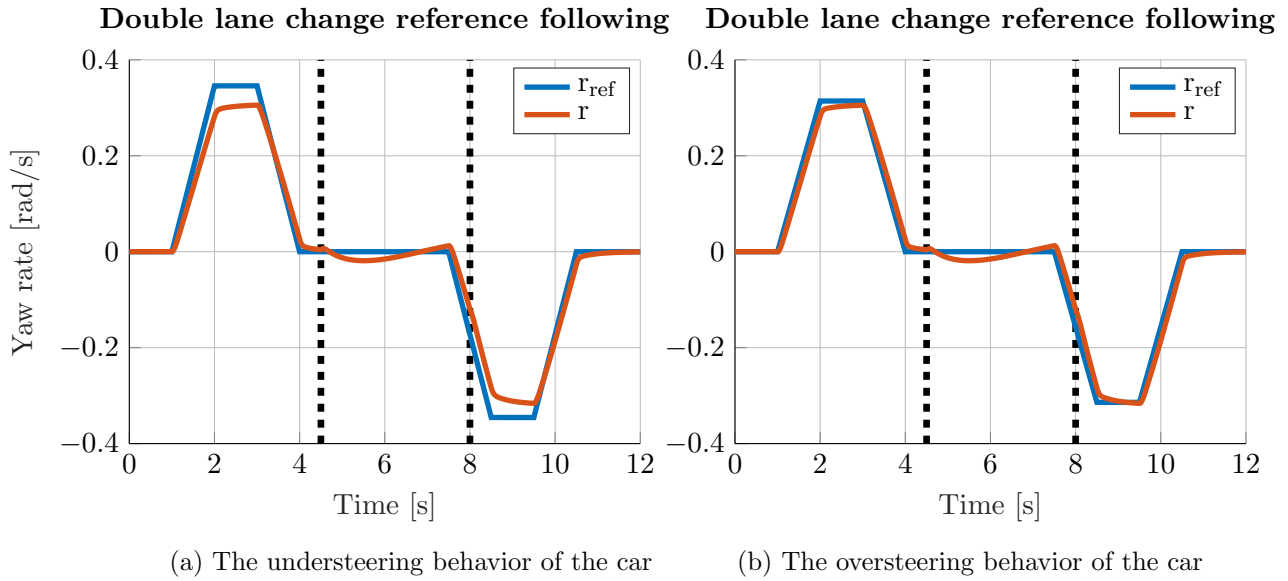 Double lane change reference following
0.4
0.2
0
−0.2
−0.4
Yaw rate [rad/s]
r_ref
r
0 2 4 6 8 10 12
Time [s]
(a) The understeering behavior of the car
Double lane change reference following
0.4
0.2
0
−0.2
−0.4
r_ref
r
0 2 4 6 8 10 12
Time [s]
(b) The oversteering behavior of the car